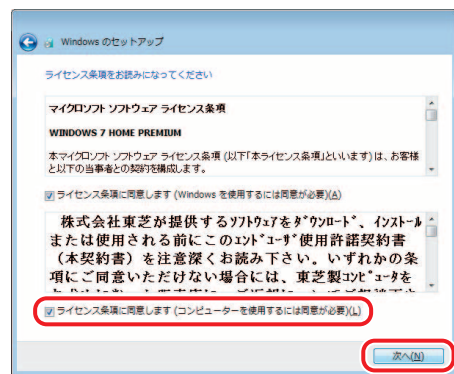 Windows のセットアップ
ライセンス条項をお読みになってください
マイクロソフト ソフトウェア ライセンス条項
WINDOWS 7 HOME PREMIUM
本マイクロソフト ソフトウェア ライセンス条項 (以下「本ライセンス条項」といいます) は、お客様
と以下の当事者との契約を構成します。
ライセンス条項に同意します (Windows を使用するには同意が必要)(A)
株式会社東芝が提供するソフトウェアをダウンロード、インストール
または使用される前にこのエンドユーザ使用許諾契約書
（本契約書）を注意深くお読み下さい。いずれかの条
項にご同意いただけない場合には、東芝製コンピュータを
ライセンス条項に同意します (コンピューターを使用するには同意が必要)(L)
次へ(N)